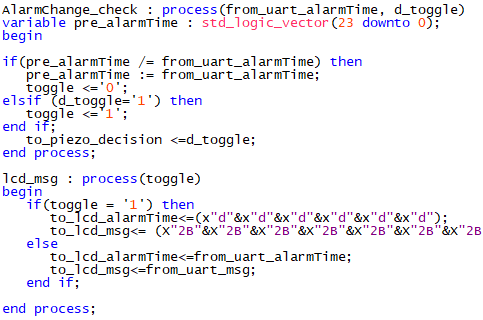 AlarmChange_check : process(from_uart_alarmTime, d_toggle)
variable pre_alarmTime : std_logic_vector(23 downto 0);
begin
if(pre_alarmTime /= from_uart_alarmTime) then
pre_alarmTime := from_uart_alarmTime;
toggle <='0';
elsif (d_toggle='1') then
toggle <='1';
end if;
to_piezo_decision <=d_toggle;
end process;
lcd_msg : process(toggle)
begin
if(toggle = '1') then
to_lcd_alarmTime<=(x"d"&x"d"&x"d"&x"d"&x"d"&x"d");
to_lcd_msg<= (x"2B"&x"2B"&x"2B"&x"2B"&x"2B"&x"2B"&x"2B
else
to_lcd_alarmTime<=from_uart_alarmTime;
to_lcd_msg<=from_uart_msg;
end if;
end process;